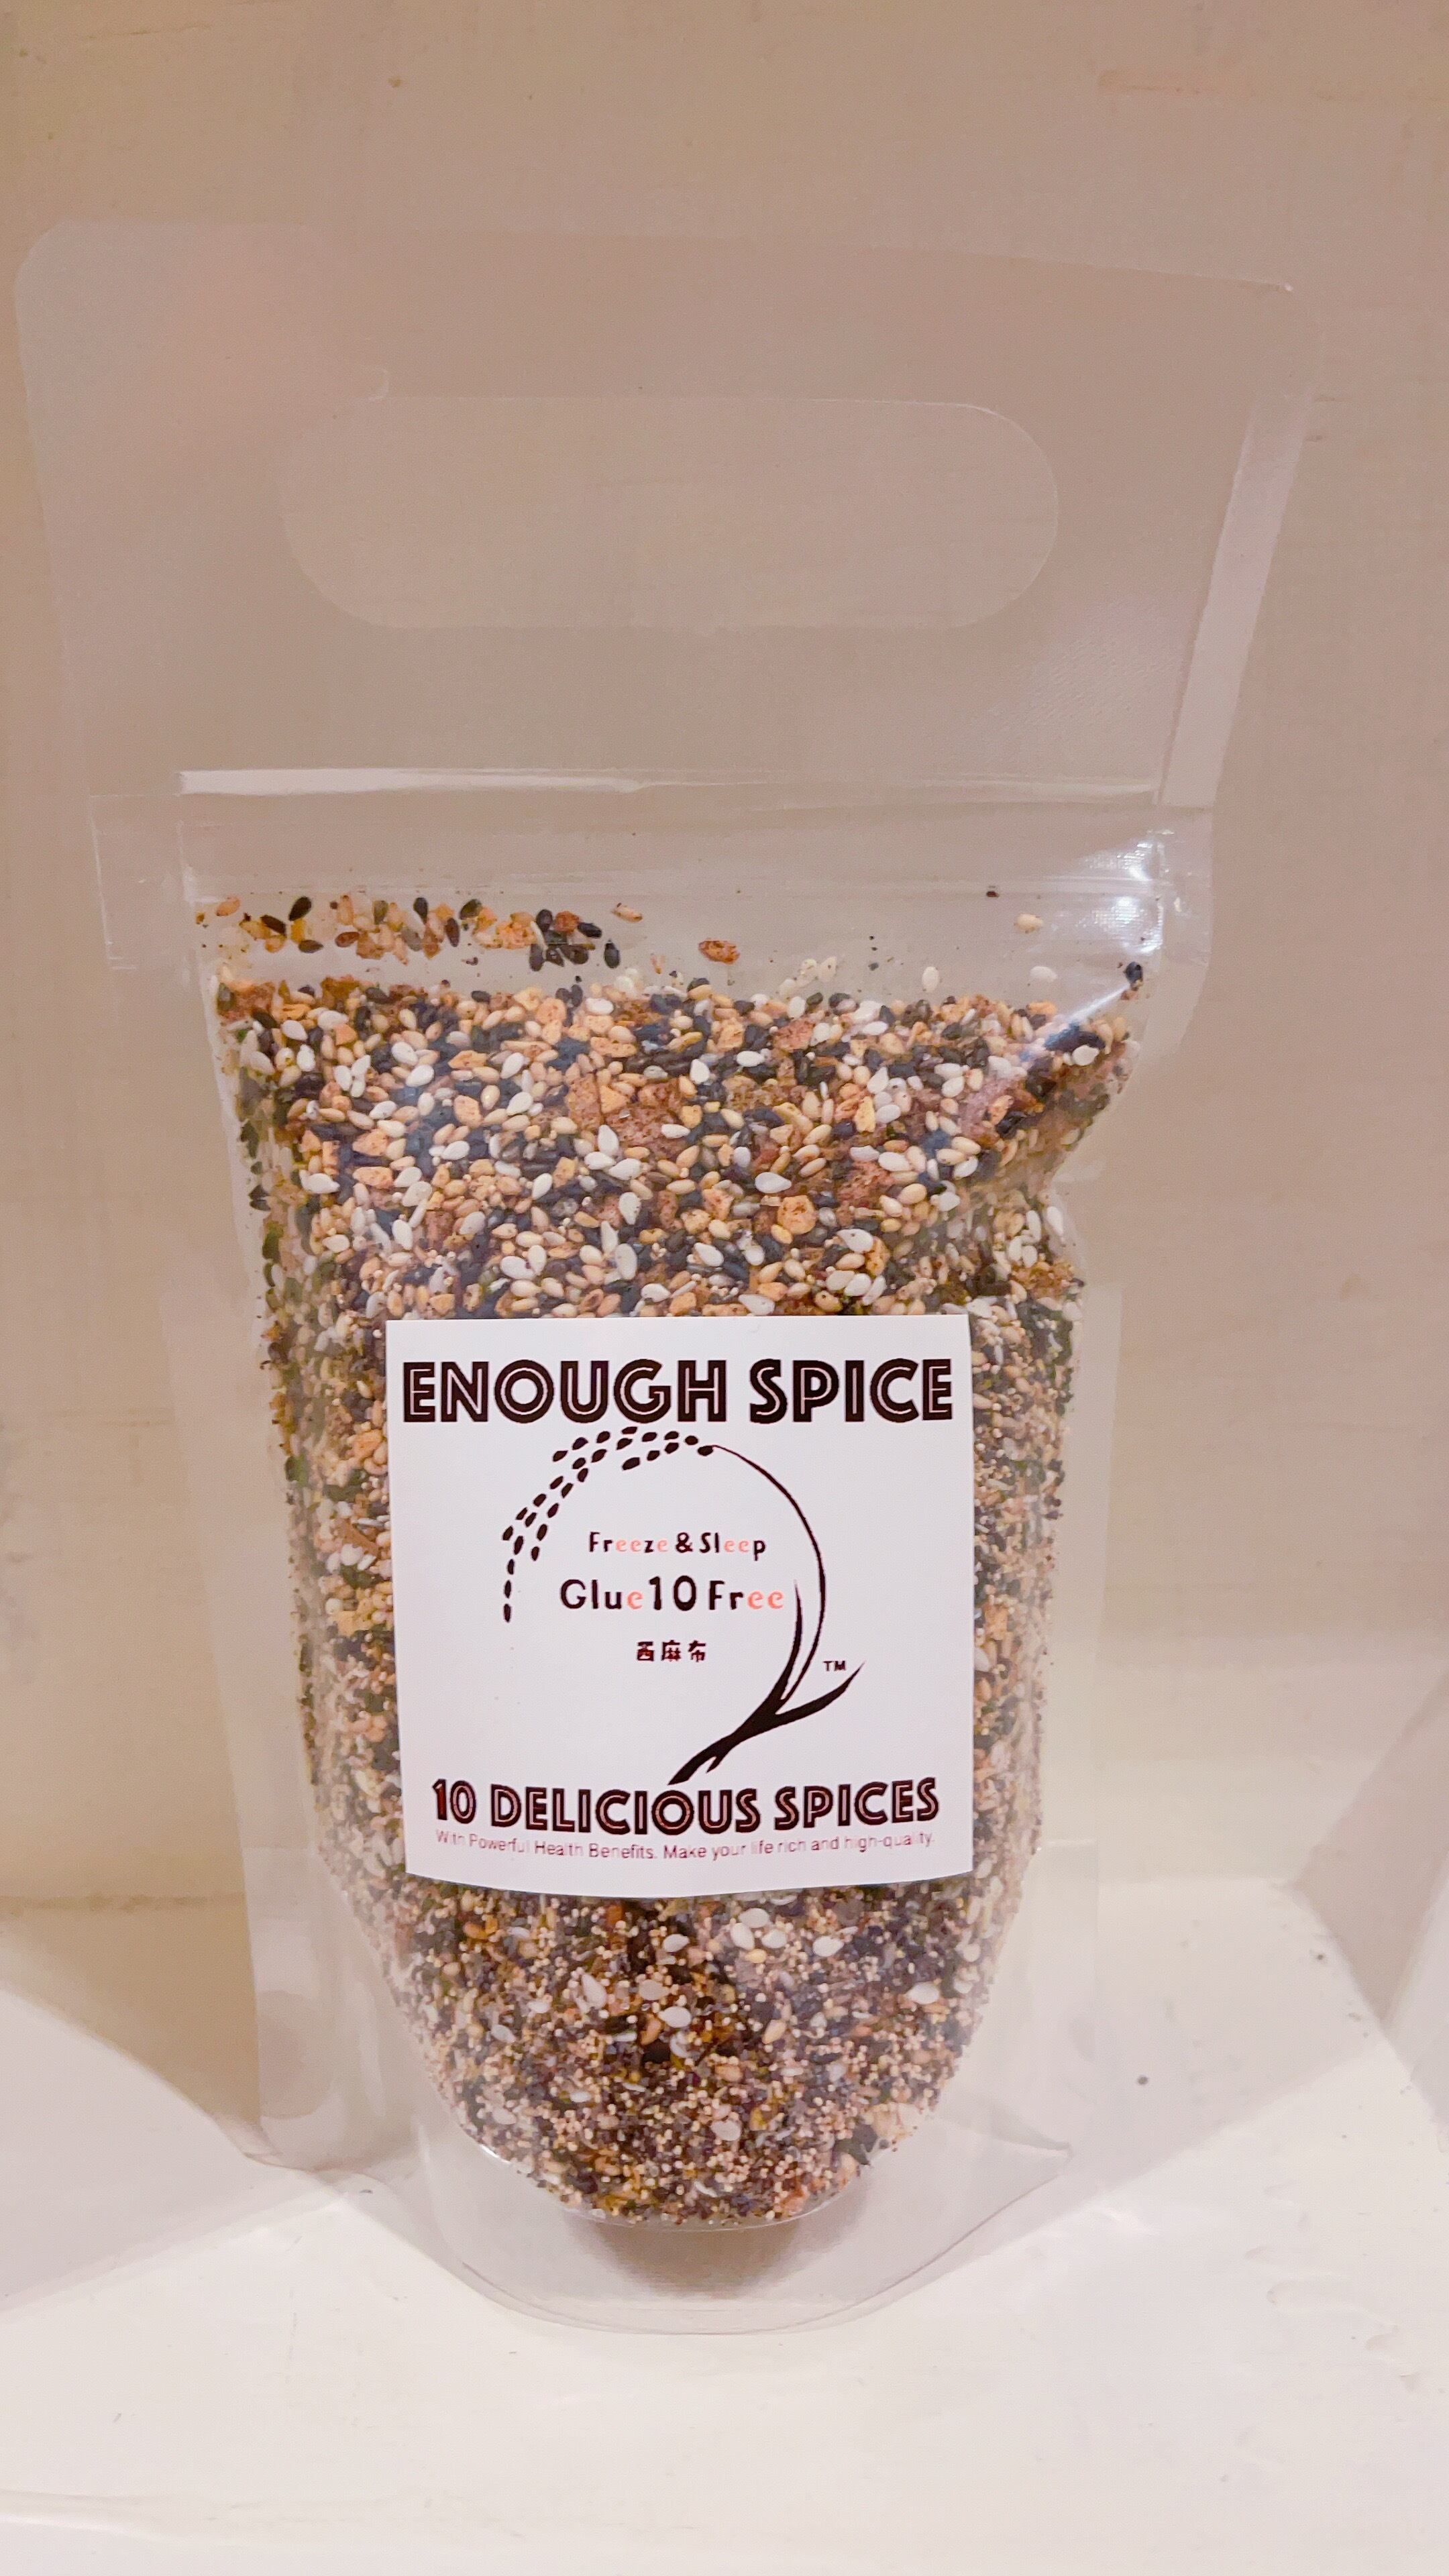 ENOUGH SPICE
Freeze & Sleep
Glue10 Free
西麻布
TM
10 DELICIOUS SPICES
With Powerful Health Benefits. Make your life rich and high-quality.